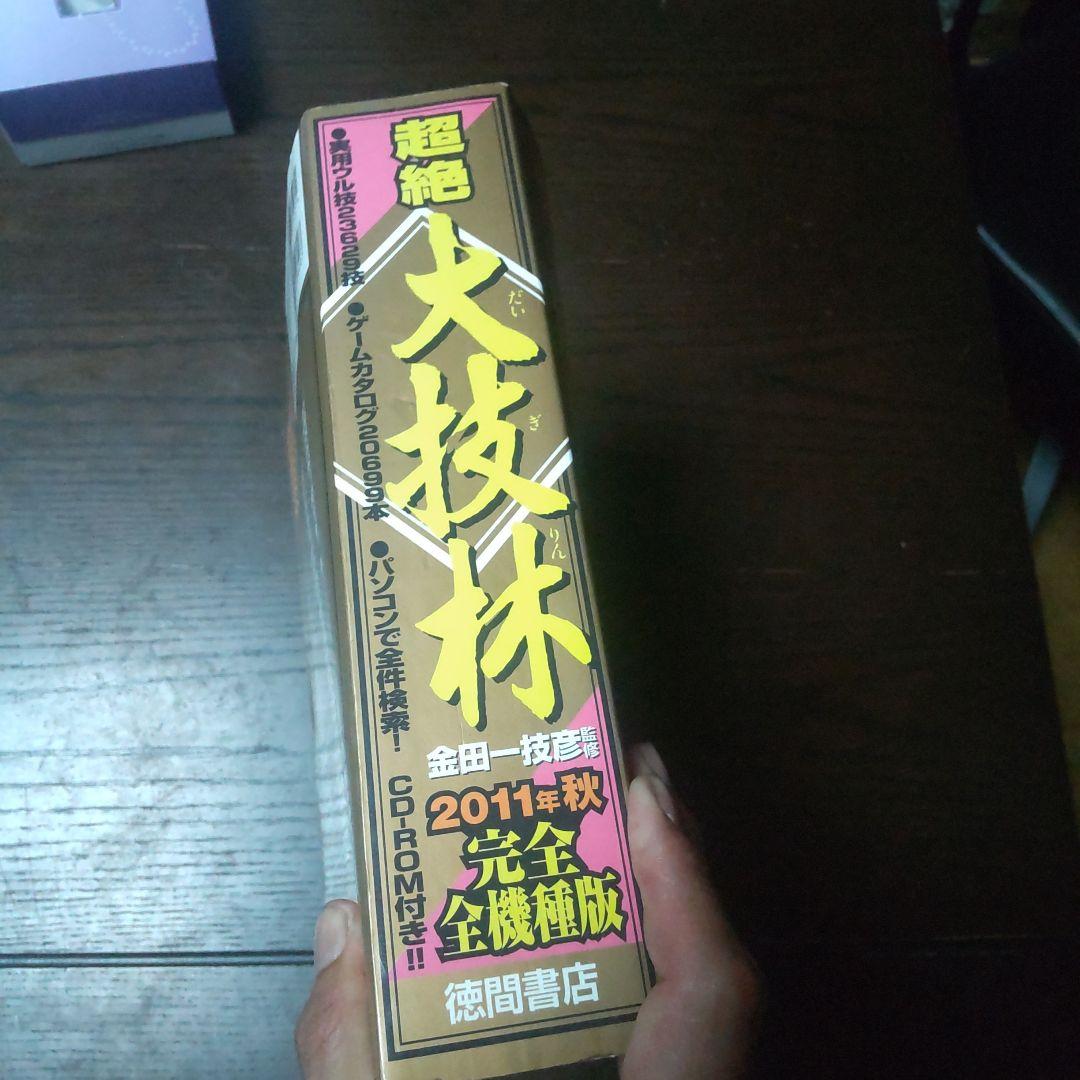 超絶
大技林
だい
ぎ
りん
●実用ウル技23629技 ●ゲームカタログ20699本 ●パソコンで全件検索! CD-ROM付き!!
金田一技彦監修
2011年秋
完全
全機種版
徳間書店